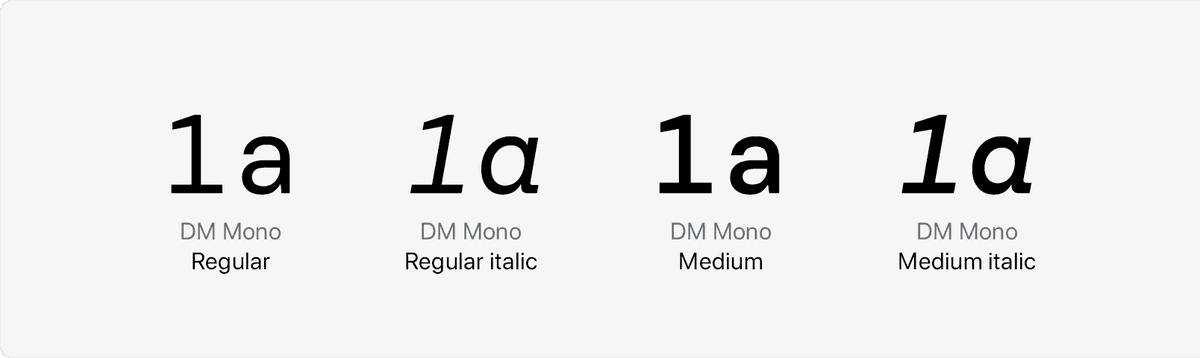 1a 1a 1a 1a
DM Mono DM Mono DM Mono DM Mono
Regular Regular italic Medium Medium italic